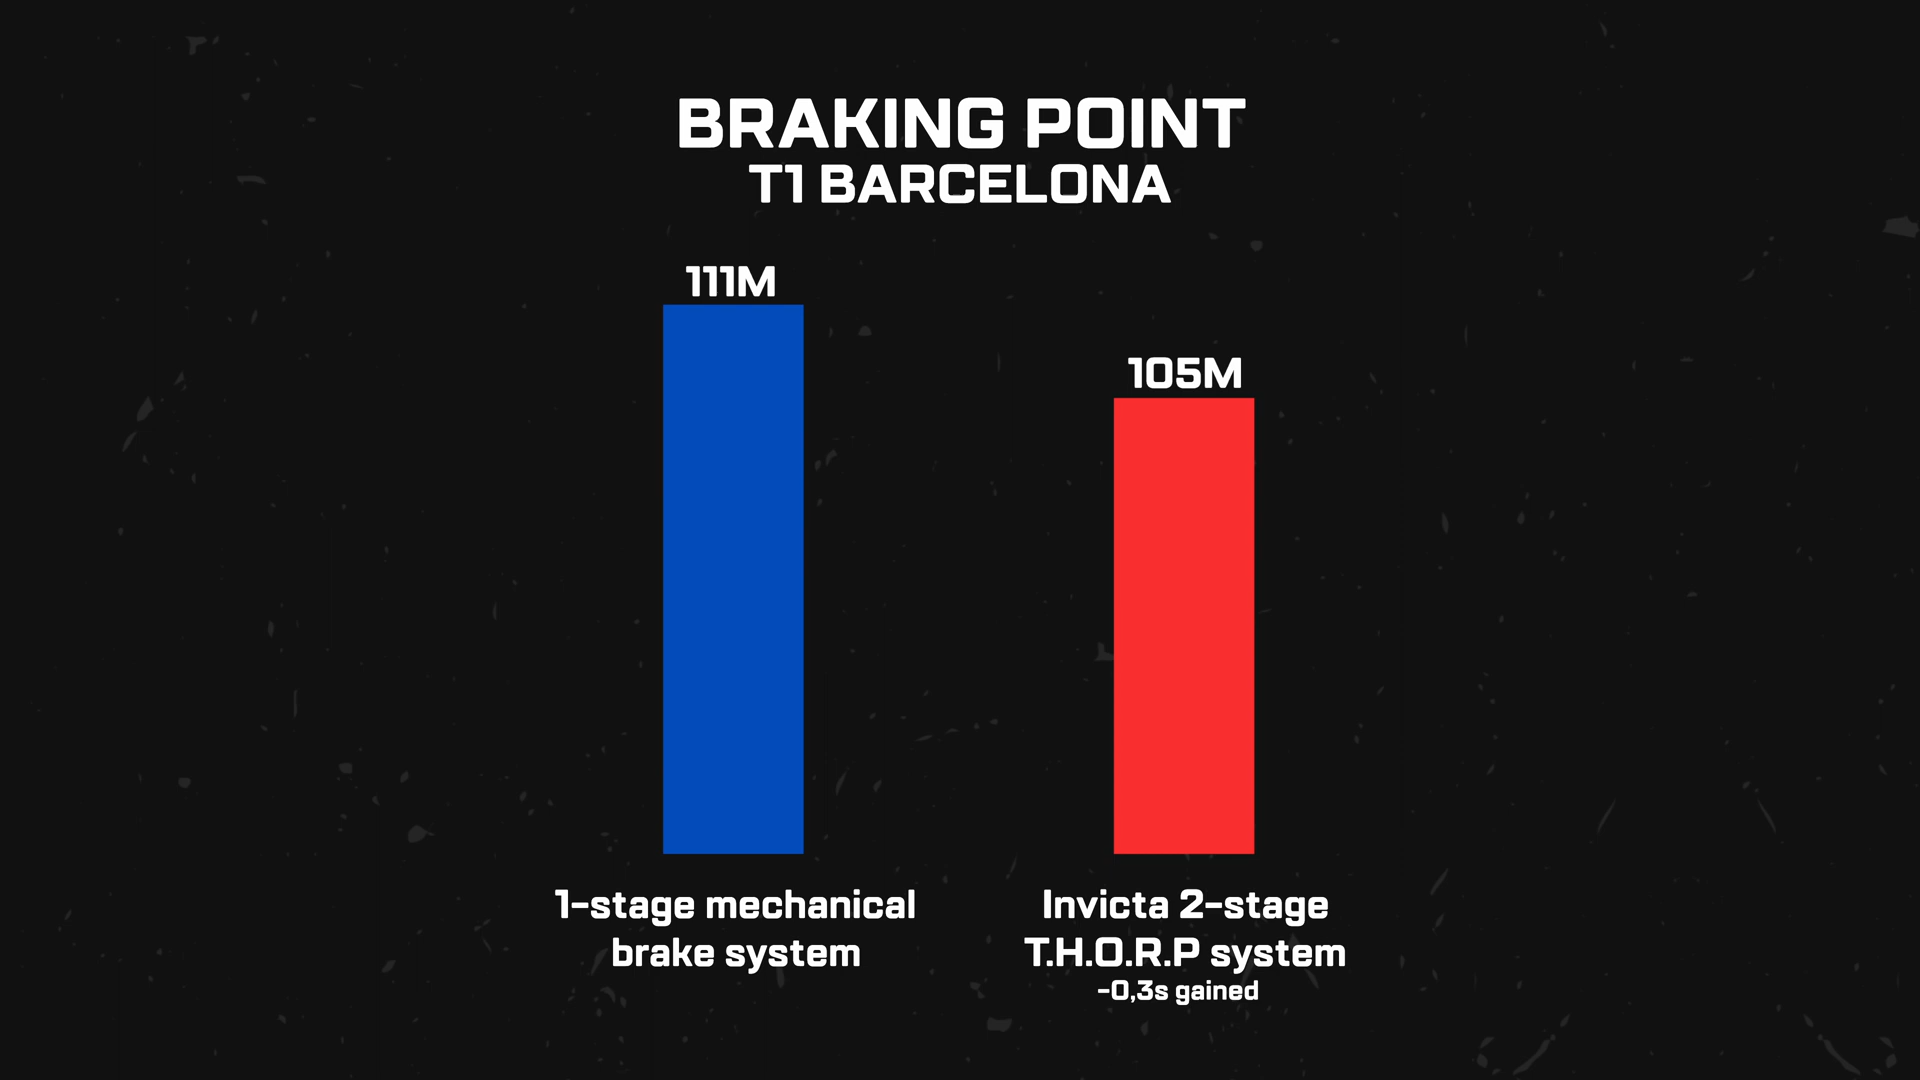 BRAKING POINT
T1 BARCELONA
111M
105M
1-stage mechanical
brake system
Invicta 2-stage
T.H.O.R.P system
-0,3s gained